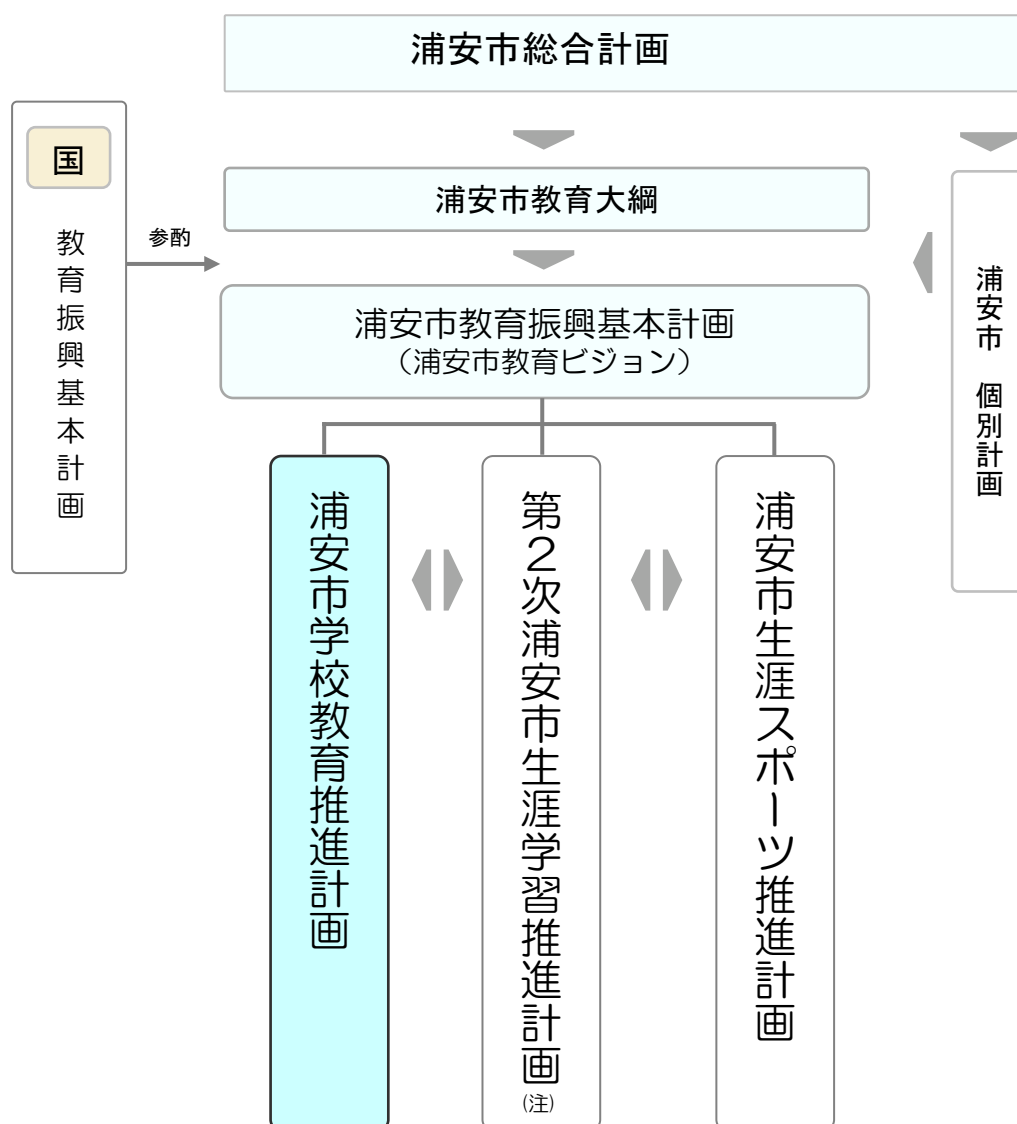 浦安市総合計画
国
教育振興基本計画
参酌
浦安市教育大綱
浦安市教育振興基本計画
（浦安市教育ビジョン）
浦安市　個別計画
浦安市学校教育推進計画
第２次浦安市生涯学習推進計画
(注)
浦安市生涯スポーツ推進計画